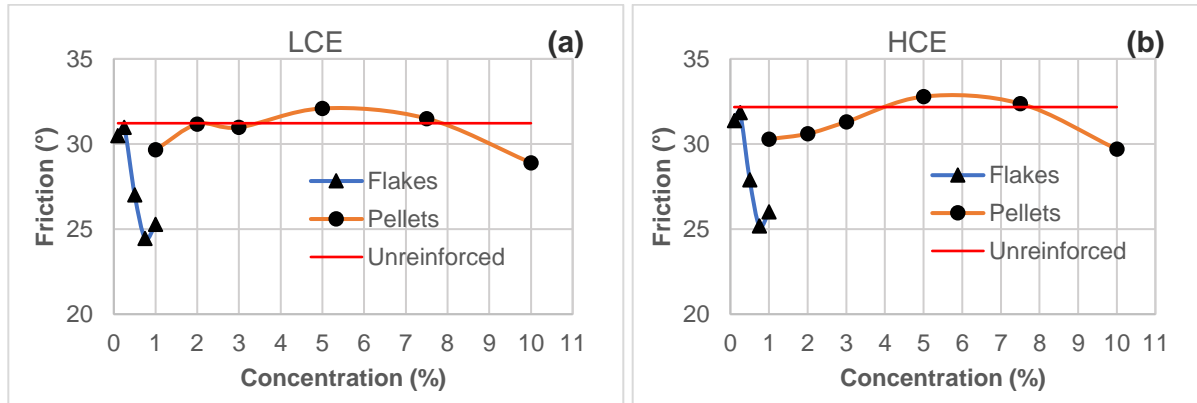 LCE (a)
35
30
25
20
Friction (°)
0 1 2 3 4 5 6 7 8 9 10 11
Concentration (%)
Flakes
Pellets
Unreinforced
HCE (b)
35
30
25
20
Friction (°)
0 1 2 3 4 5 6 7 8 9 10 11
Concentration (%)
Flakes
Pellets
Unreinforced